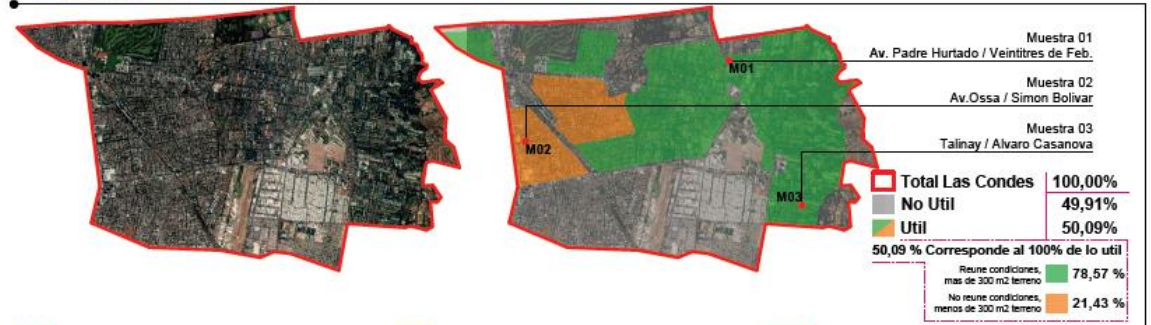 Muestra 01
Av. Padre Hurtado / Veintitres de Feb.
M01
Muestra 02
Av.Ossa / Simon Bolivar
M02
Muestra 03
Talinay / Alvaro Casanova
M03
Total Las Condes 100,00%
No Util 49,91%
Util 50,09%
50,09 % Corresponde al 100% de lo util
Reune condiciones,
mas de 300 m2 terreno 78,57 %
No reune condiciones,
menos de 300 m2 terreno 21,43 %